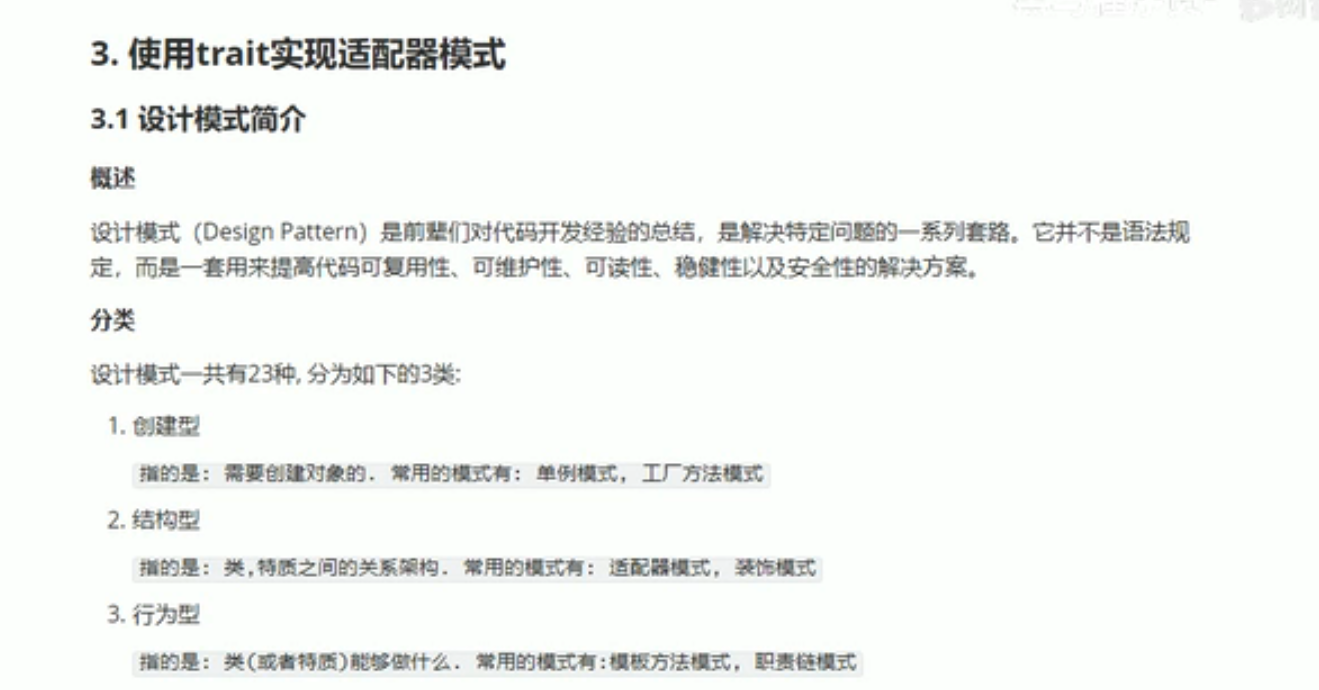 3. 使用trait实现适配器模式
3.1 设计模式简介
概述
设计模式（Design Pattern）是前辈们对代码开发经验的总结，是解决特定问题的一系列套路。它并不是语法规
定，而是一套用来提高代码可复用性、可维护性、可读性、稳健性以及安全性的解决方案。
分类
设计模式一共有23种, 分为如下的3类:
1. 创建型
指的是: 需要创建对象的. 常用的模式有: 单例模式, 工厂方法模式
2. 结构型
指的是: 类,特质之间的关系架构. 常用的模式有: 适配器模式, 装饰模式
3. 行为型
指的是: 类(或者特质)能够做什么. 常用的模式有:模板方法模式, 职责链模式